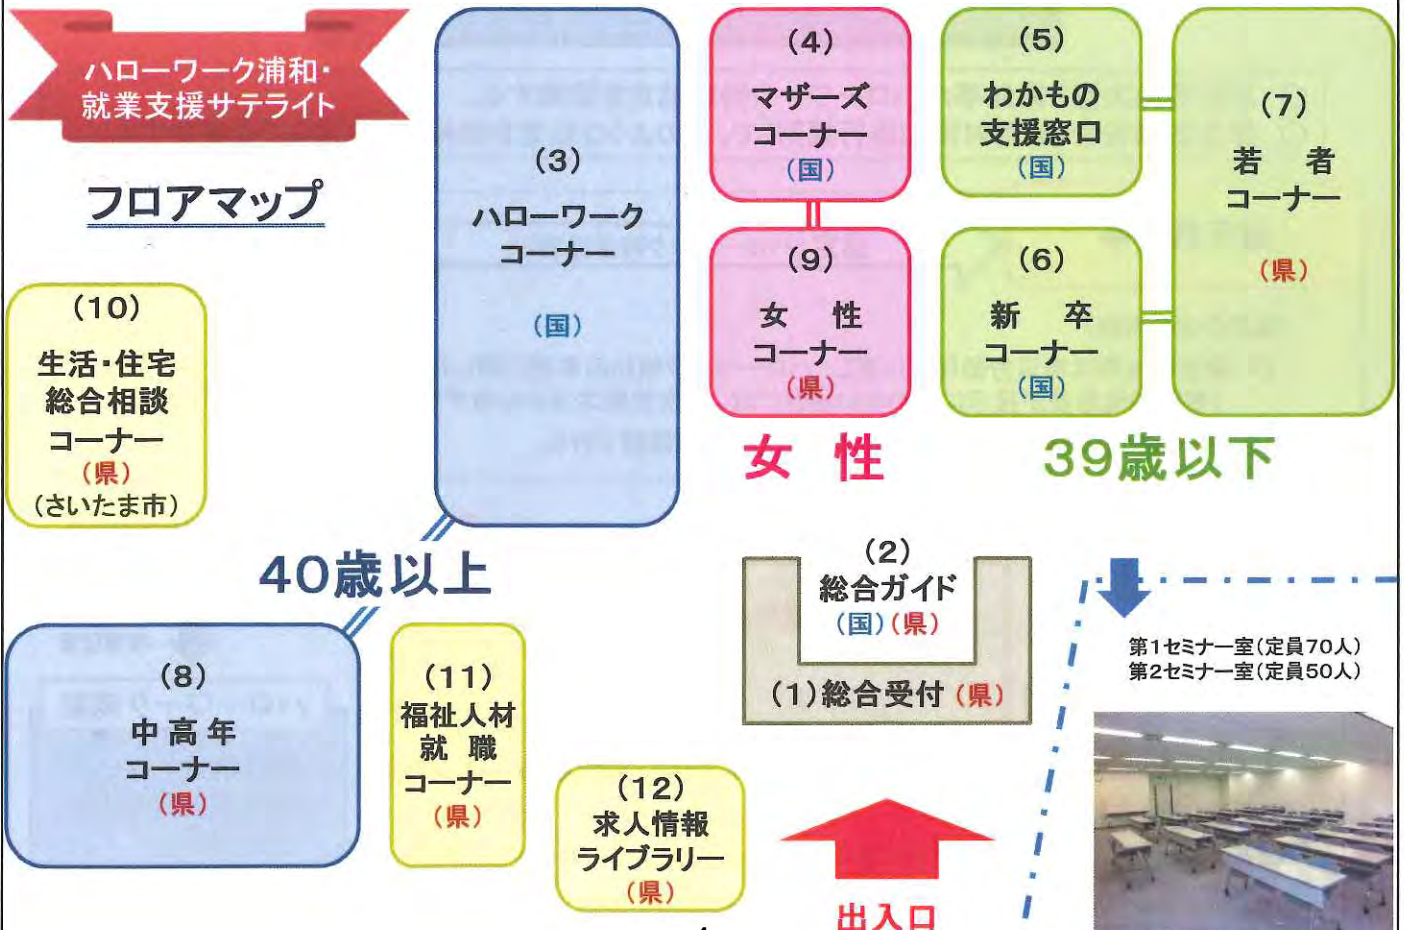 ハローワーク浦和・
就業支援サテライト
フロアマップ
(3)
ハローワーク
コーナー
(国)
(4)
マザーズ
コーナー
(国)
(5)
わかもの
支援窓口
(国)
(7)
若 者
コーナー
(県)
(9)
女 性
コーナー
(県)
(6)
新 卒
コーナー
(国)
女 性
39歳以下
(10)
生活・住宅
総合相談
コーナー
(県)
(さいたま市)
40歳以上
(2)
総合ガイド
(国)(県)
(1)総合受付(県)
第1セミナー室(定員70人)
第2セミナー室(定員50人)
(8)
中高年
コーナー
(県)
(11)
福祉人材
就 職
コーナー
(県)
(12)
求人情報
ライブラリー
(県)
出入口